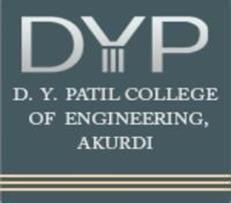 DYP
D. Y. PATIL COLLEGE
OF ENGINEERING,
AKURDI